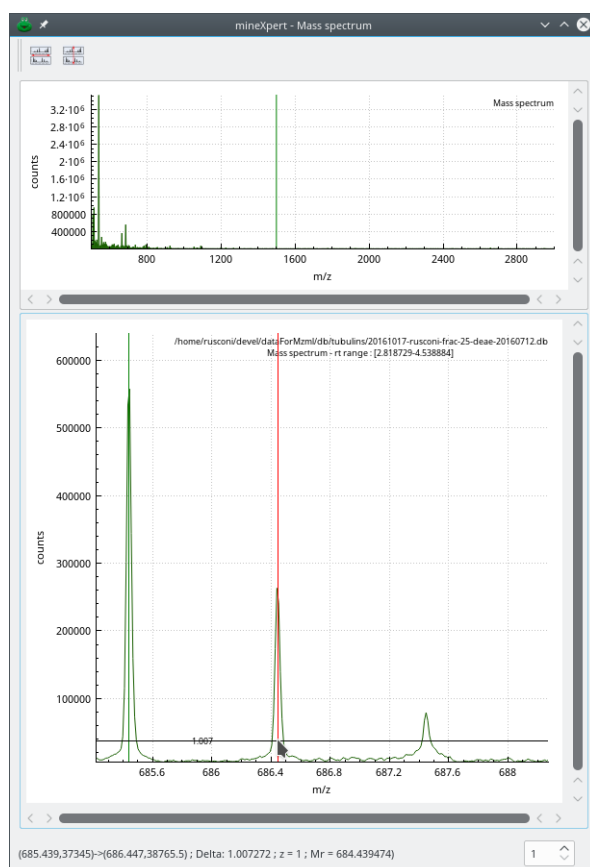 mineXpert - Mass spectrum
Mass spectrum
3.2·10⁶
2.8·10⁶
2.4·10⁶
2·10⁶
1.6·10⁶
1.2·10⁶
800000
400000
counts
800 1200 1600 2000 2400 2800
m/z
/home/rusconi/devel/dataForMzml/db/tubulins/20161017-rusconi-frac-25-deae-20160712.db
Mass spectrum - rt range : [2.818729-4.538884]
600000
500000
400000
300000
200000
100000
counts
1.007
685.6 686 686.4 686.8 687.2 687.6 688
m/z
(685.439,37345)->(686.447,38765.5) ; Delta: 1.007272 ; z = 1 ; Mr = 684.439474)
1